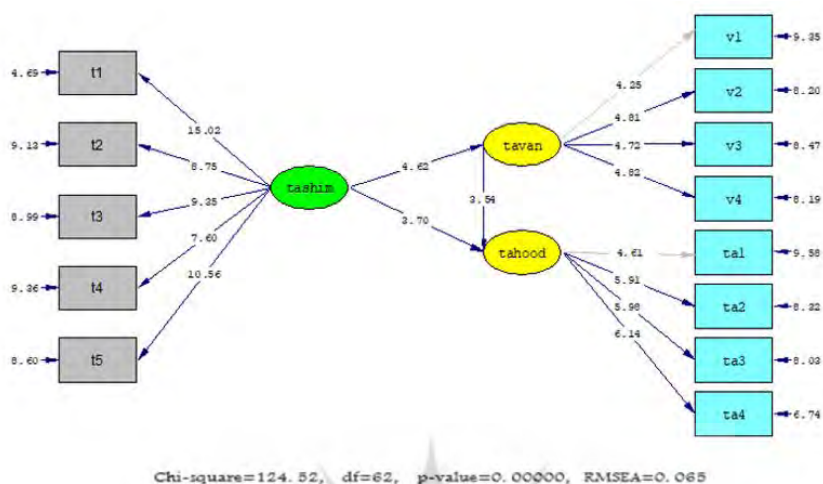 4.69 t1
9.13 t2
8.99 t3
9.36 t4
8.60 t5
15.02
8.75
9.25
7.60
10.56
tashim
4.62
3.70
tavan
3.54
tahood
4.25
4.81
4.72
4.82
4.61
5.91
5.98
6.14
v1 9.35
v2 8.20
v3 8.47
v4 8.19
ta1 9.58
ta2 8.32
ta3 8.03
ta4 6.74
Chi-square=124.52, df=62, p-value=0.00000, RMSEA=0.065